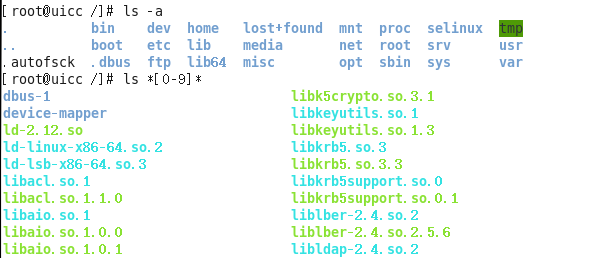 [root@uicc /]# ls -a
. bin dev home lost+found mnt proc selinux tmp
.. boot etc lib media net root srv usr
.autofsck .dbus ftp lib64 misc opt sbin sys var
[root@uicc /]# ls *[0-9]*
dbus-1 libk5crypto.so.3.1
device-mapper libkeyutils.so.1
ld-2.12.so libkeyutils.so.1.3
ld-linux-x86-64.so.2 libkrb5.so.3
ld-lsb-x86-64.so.3 libkrb5.so.3.3
libacl.so.1 libkrb5support.so.0
libacl.so.1.1.0 libkrb5support.so.0.1
libaio.so.1 liblber-2.4.so.2
libaio.so.1.0.0 liblber-2.4.so.2.5.6
libaio.so.1.0.1 libldap-2.4.so.2